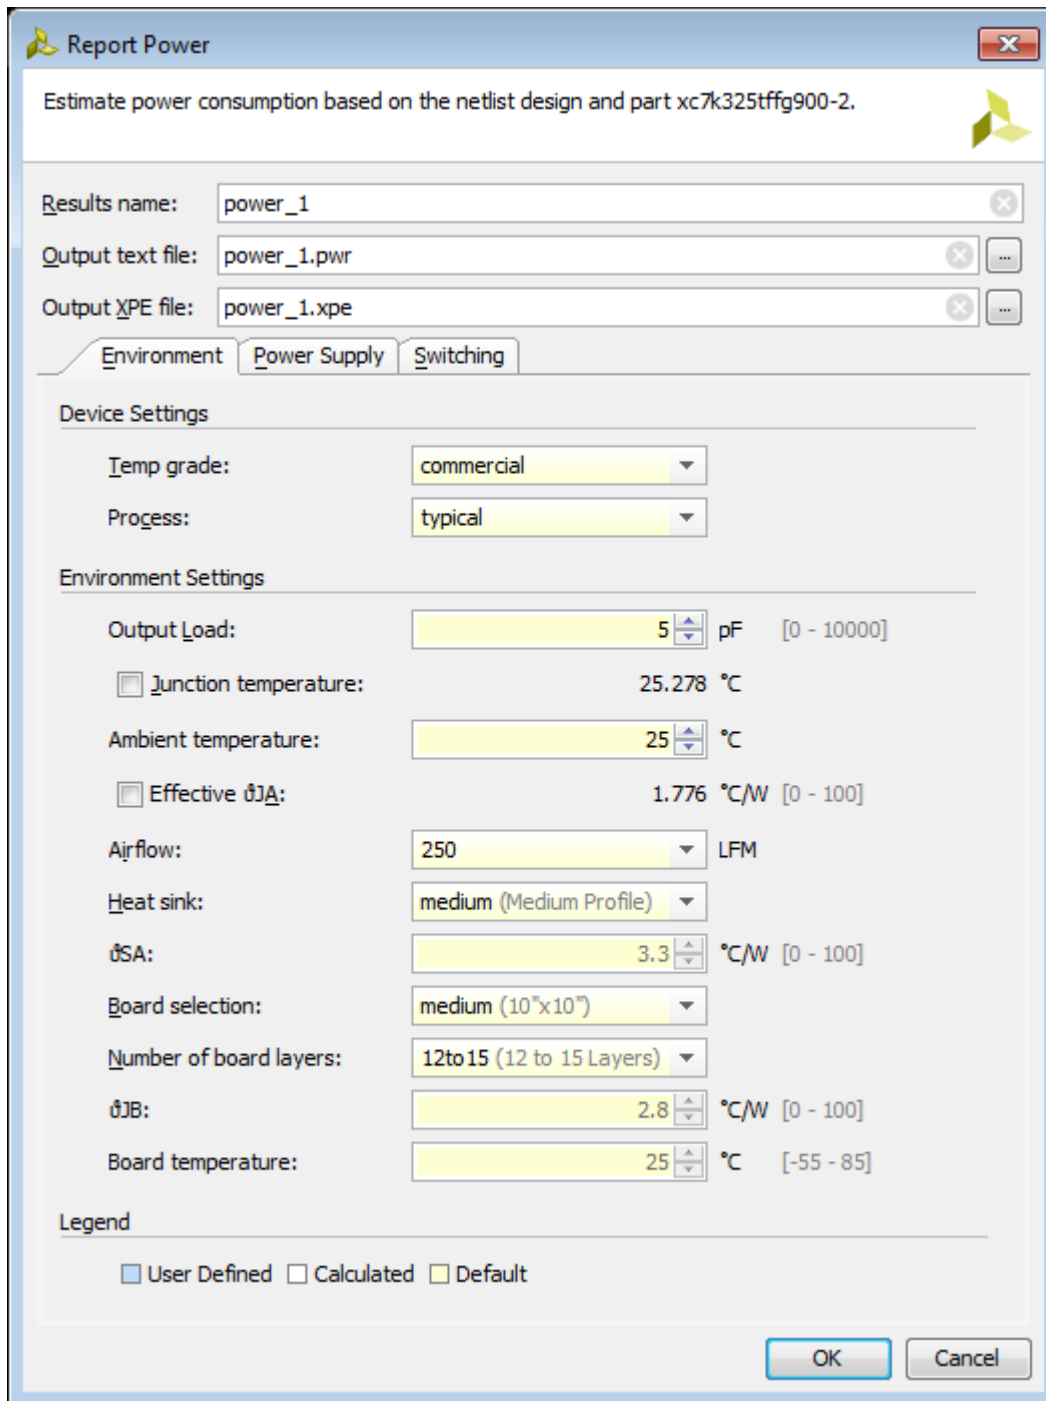 Report Power
Estimate power consumption based on the netlist design and part xc7k325tffg900-2.
Results name: power_1
Output text file: power_1.pwr ...
Output XPE file: power_1.xpe ...
Environment Power Supply Switching
Device Settings
Temp grade: commercial
Process: typical
Environment Settings
Output Load: 5 pF [0 - 10000]
Junction temperature: 25.278 °C
Ambient temperature: 25 °C
Effective ϑJA: 1.776 °C/W [0 - 100]
Airflow: 250 LFM
Heat sink: medium (Medium Profile)
ϑSA: 3.3 °C/W [0 - 100]
Board selection: medium (10"x10")
Number of board layers: 12to15 (12 to 15 Layers)
ϑJB: 2.8 °C/W [0 - 100]
Board temperature: 25 °C [-55 - 85]
Legend
User Defined Calculated Default
OK Cancel